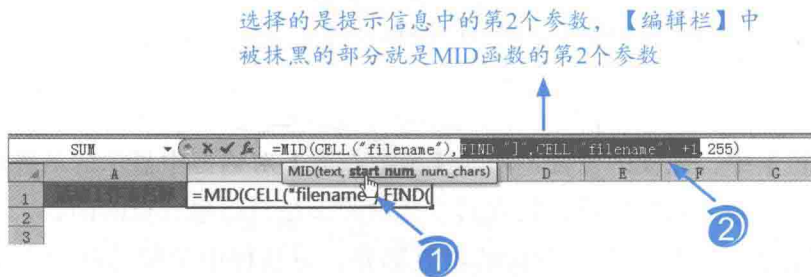 选择的是提示信息中的第2个参数，【编辑栏】中
被抹黑的部分就是MID函数的第2个参数
SUM =MID(CELL("filename"),FIND("]",CELL("filename"))+1,255)
MID(text, start_num, num_chars)
A D E F G
1 =MID(CELL("filename"),FIND(
2
3
1
2